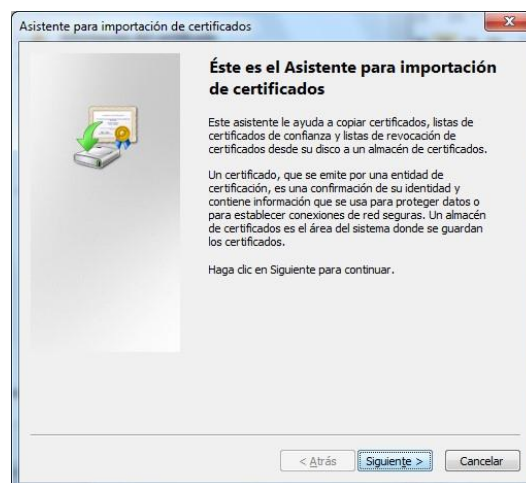 Asistente para importación de certificados
Éste es el Asistente para importación
de certificados
Este asistente le ayuda a copiar certificados, listas de
certificados de confianza y listas de revocación de
certificados desde su disco a un almacén de certificados.
Un certificado, que se emite por una entidad de
certificación, es una confirmación de su identidad y
contiene información que se usa para proteger datos o
para establecer conexiones de red seguras. Un almacén
de certificados es el área del sistema donde se guardan
los certificados.
Haga clic en Siguiente para continuar.
< Atrás Siguiente > Cancelar